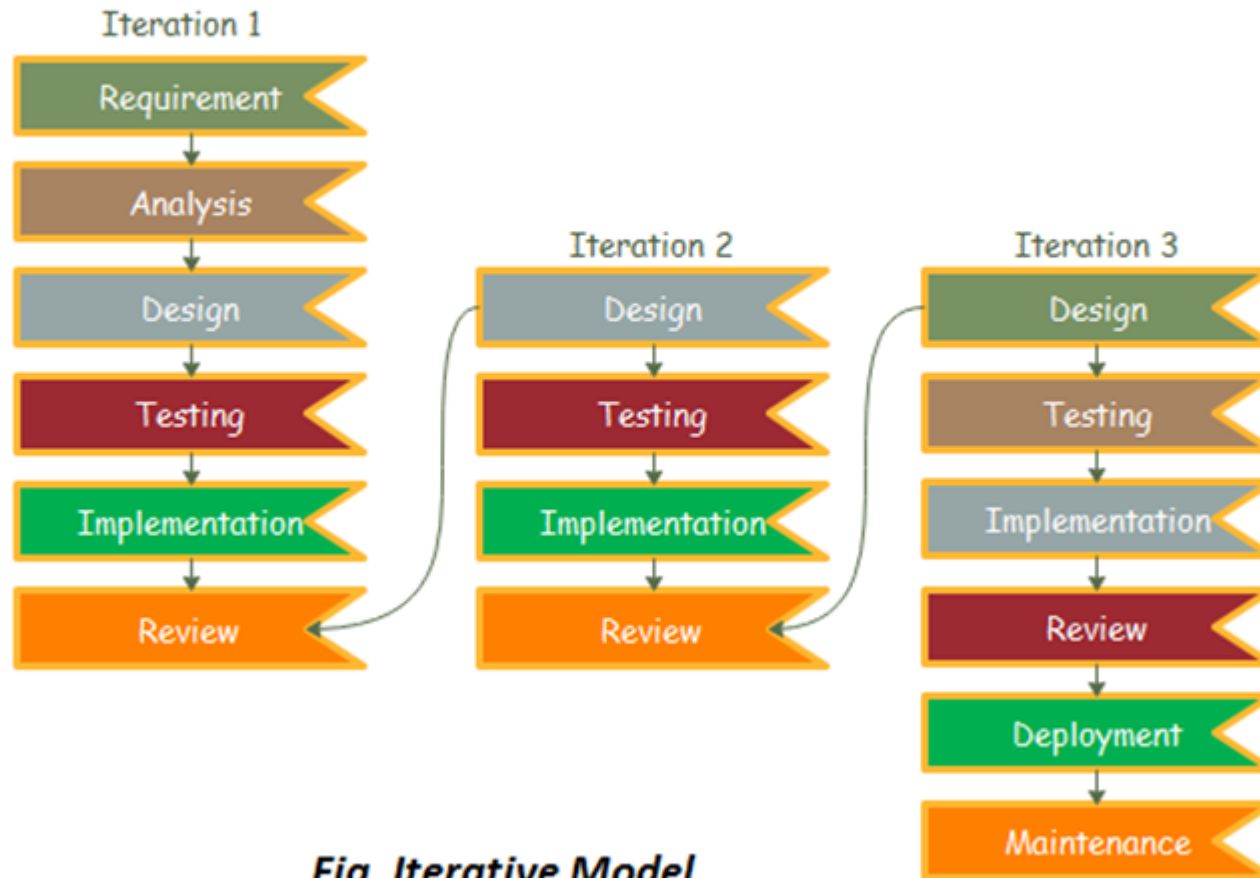 Iteration 1
Requirement
Analysis
Design
Testing
Implementation
Review
Iteration 2
Design
Testing
Implementation
Review
Iteration 3
Design
Testing
Implementation
Review
Deployment
Maintenance
Fig. Iterative Model